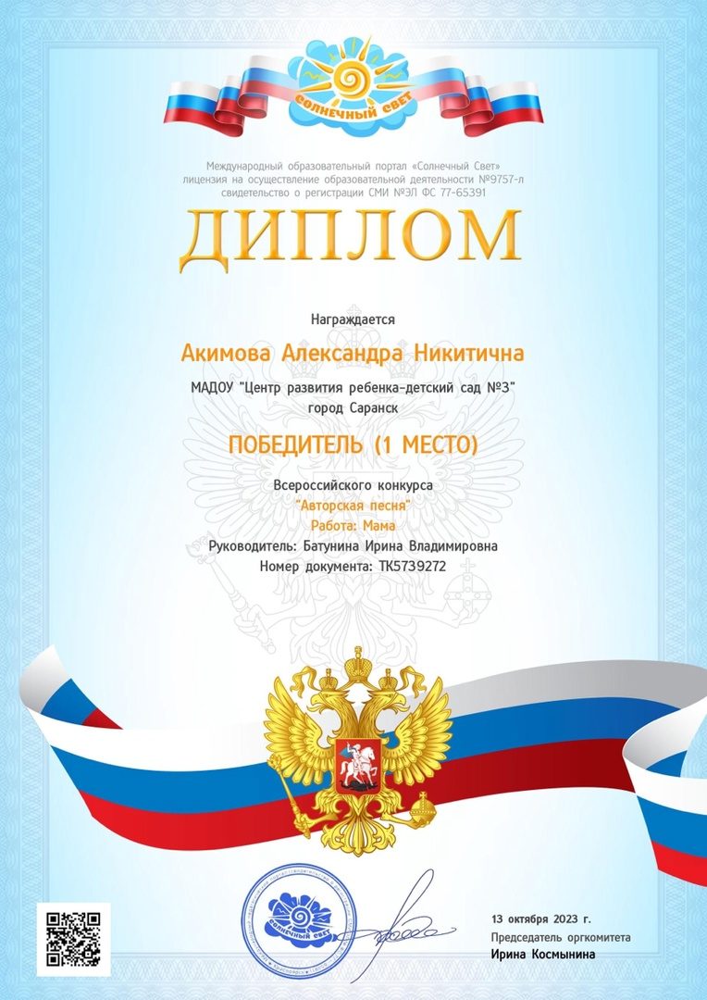 СОЛНЕЧНЫЙ СВЕТ
Международный образовательный портал «Солнечный Свет»
лицензия на осуществление образовательной деятельности №9757-л
свидетельство о регистрации СМИ №ЭЛ ФС 77-65391
ДИПЛОМ
Награждается
Акимова Александра Никитична
МАДОУ "Центр развития ребенка-детский сад №3"
город Саранск
ПОБЕДИТЕЛЬ (1 МЕСТО)
Всероссийского конкурса
"Авторская песня"
Работа: Мама
Руководитель: Батунина Ирина Владимировна
Номер документа: ТК5739272
СОЛНЕЧНЫЙ СВЕТ
13 октября 2023 г.
Председатель оргкомитета
Ирина Космынина